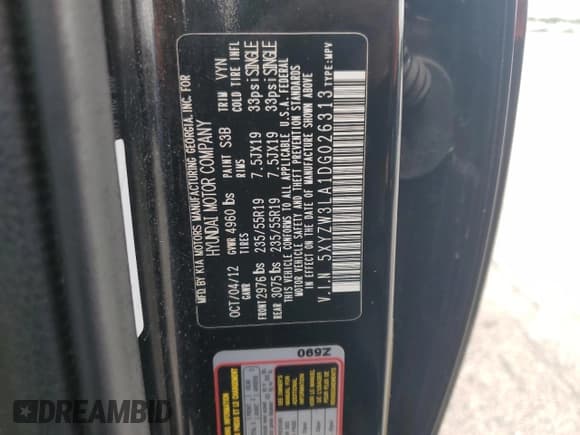 MFD. BY KIA MOTORS MANUFACTURING GEORGIA, INC. FOR
HYUNDAI MOTOR COMPANY
OCT/04/12 GVWR 4960 lbs PAINT S3B TRIM VYN
GAWR TIRES RIMS COLD TIRE INFL
FRONT 2976 lbs 235/55R19 7.5JX19 33psi SINGLE
REAR 3075 lbs 235/55R19 7.5JX19 33psi SINGLE
THIS VEHICLE CONFORMS TO ALL APPLICABLE U.S.A. FEDERAL
MOTOR VEHICLE SAFETY AND THEFT PREVENTION STANDARDS
IN EFFECT ON THE DATE OF MANUFACTURE SHOWN ABOVE.
V.I.N 5XYZW3LA1DG026313 TYPE:MPV
Z690
DREAMBID